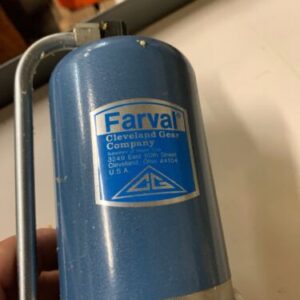 Farval®
Cleveland Gear
Company
3249 East 80th Street
Cleveland, Ohio 44104
U.S.A
CG